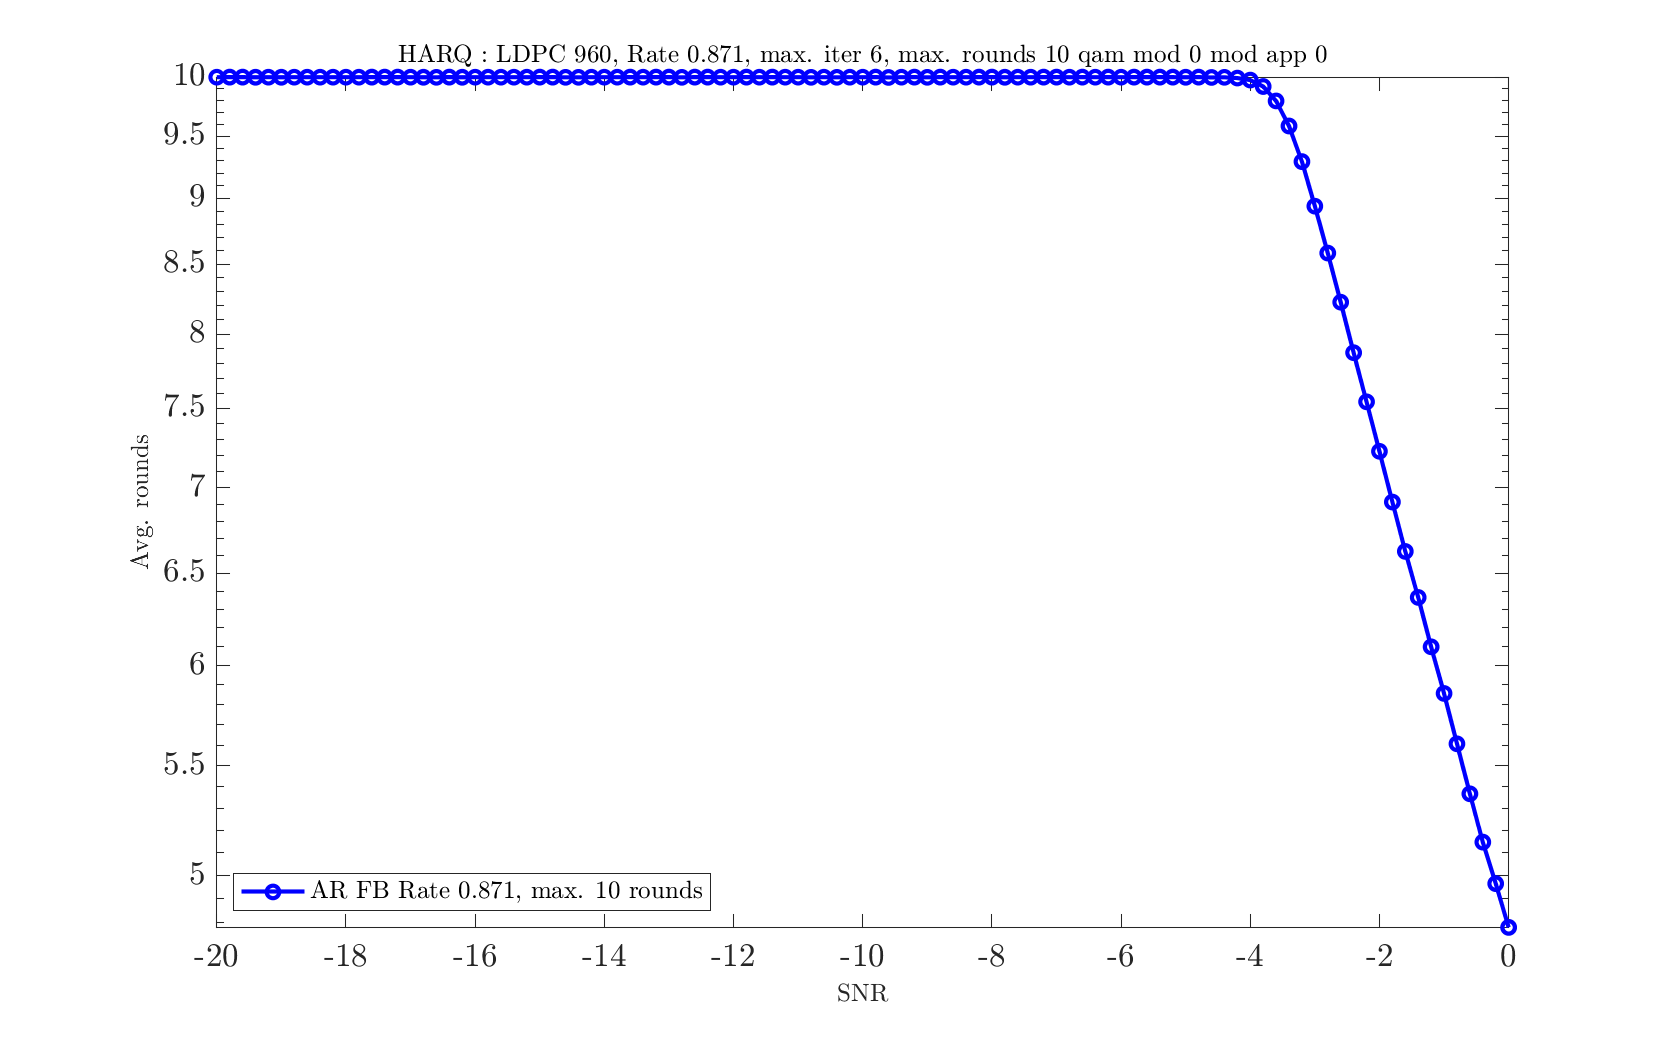 HARQ : LDPC 960, Rate 0.871, max. iter 6, max. rounds 10 qam mod 0 mod app 0
10
9.5
9
8.5
8
7.5
7
6.5
6
5.5
5
Avg. rounds
AR FB Rate 0.871, max. 10 rounds
-20 -18 -16 -14 -12 -10 -8 -6 -4 -2 0
SNR